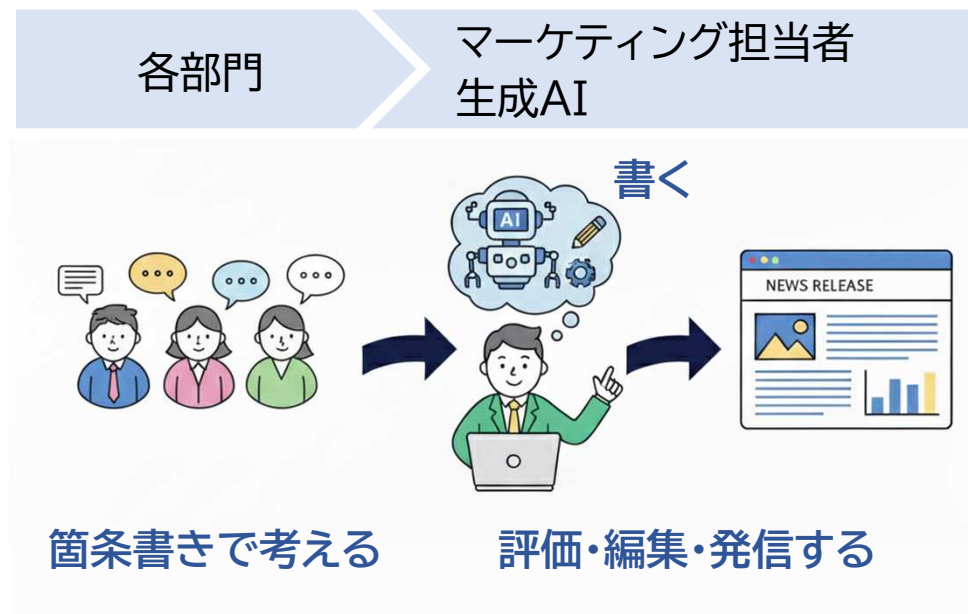 各部門
マーケティング担当者
生成AI
書く
AI
NEWS RELEASE
箇条書きで考える
評価・編集・発信する